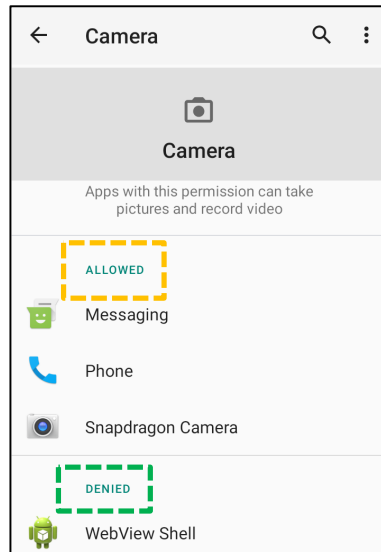 Camera
Camera
Apps with this permission can take
pictures and record video
ALLOWED
Messaging
Phone
Snapdragon Camera
DENIED
WebView Shell